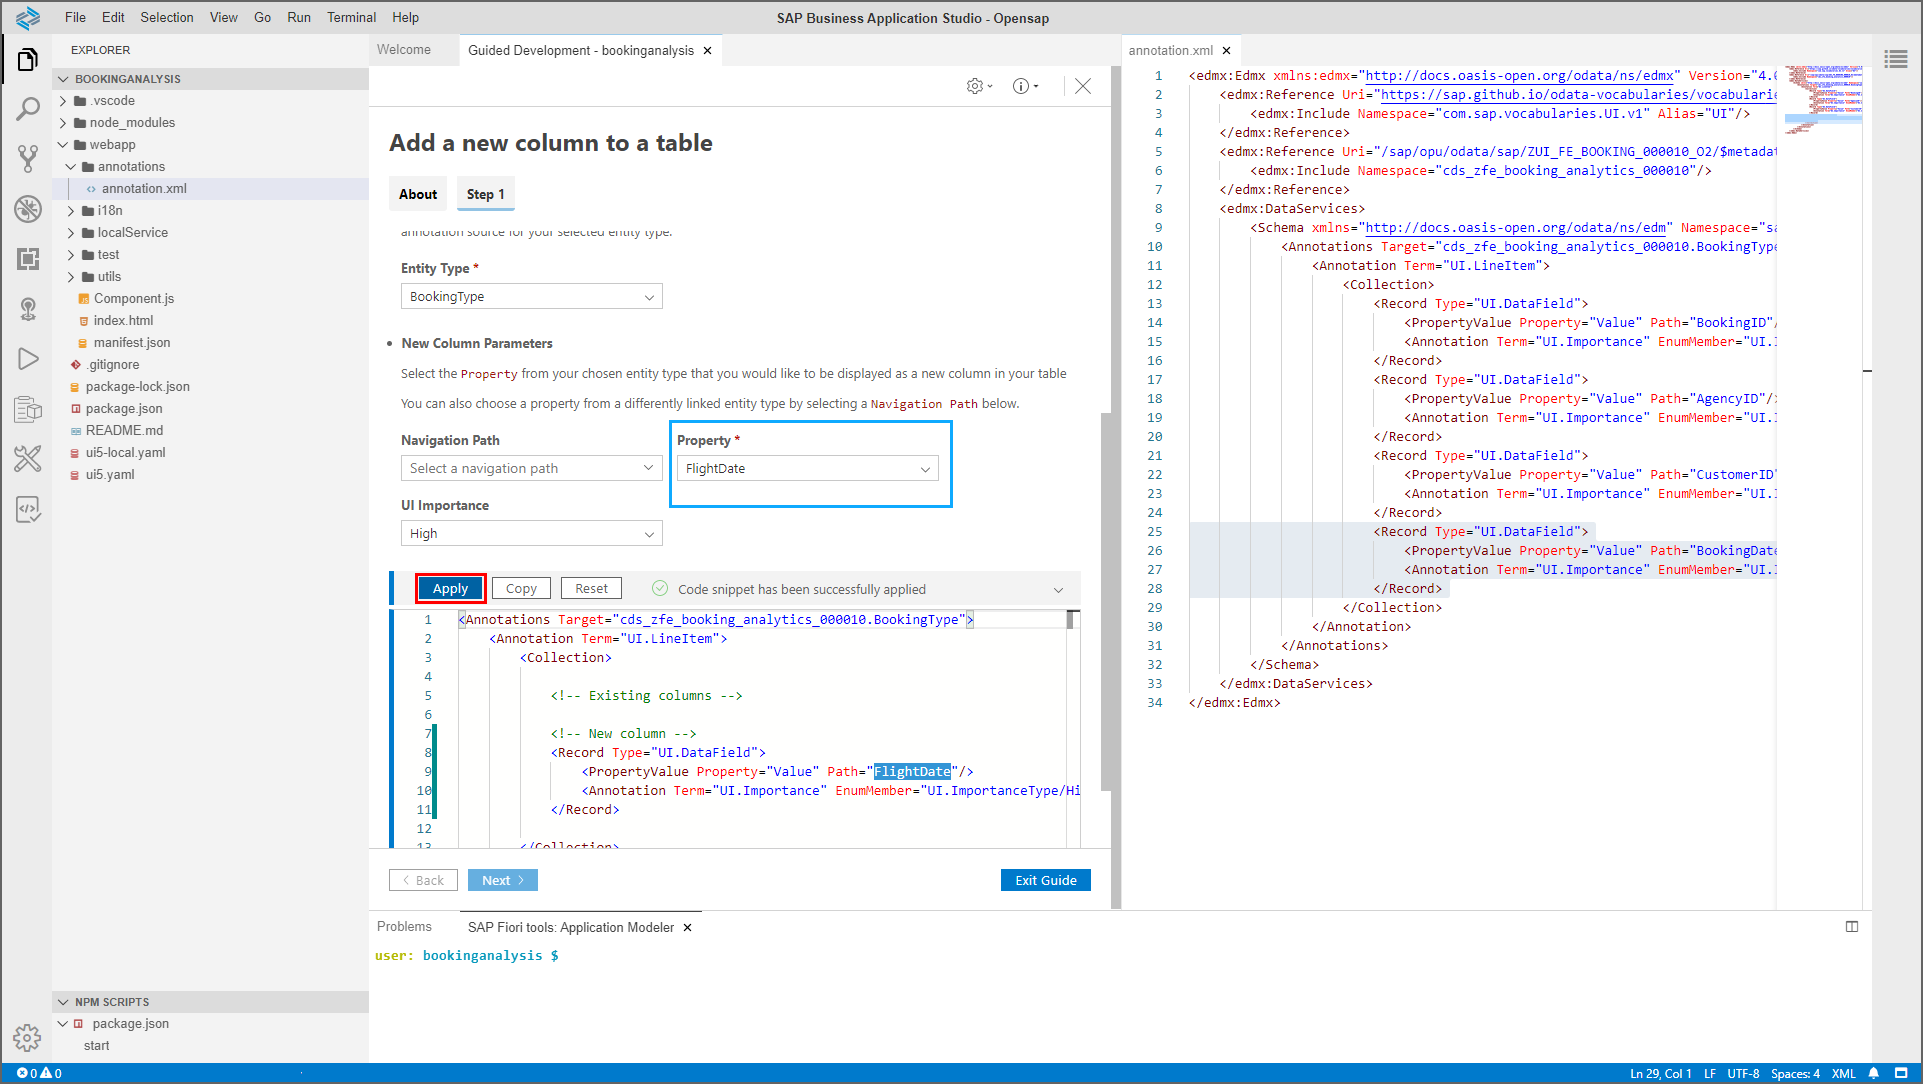 File Edit Selection View Go Run Terminal Help
SAP Business Application Studio - Opensap
EXPLORER
BOOKINGANALYSIS
.vscode
node_modules
webapp
annotations
annotation.xml
i18n
localService
test
utils
Component.js
index.html
manifest.json
.gitignore
package-lock.json
package.json
README.md
ui5-local.yaml
ui5.yaml
NPM SCRIPTS
package.json
start
Welcome
Guided Development - bookinganalysis
Add a new column to a table
About
Step 1
annotation source for your selected entity type.
Entity Type *
BookingType
New Column Parameters
Select the Property from your chosen entity type that you would like to be displayed as a new column in your table
You can also choose a property from a differently linked entity type by selecting a Navigation Path below.
Navigation Path
Select a navigation path
Property *
FlightDate
UI Importance
High
Apply
Copy
Reset
Code snippet has been successfully applied
1 <Annotations Target="cds_zfe_booking_analytics_000010.BookingType">
2 <Annotation Term="UI.LineItem">
3 <Collection>
4
5 <!-- Existing columns -->
6
7 <!-- New column -->
8 <Record Type="UI.DataField">
9 <PropertyValue Property="Value" Path="FlightDate"/>
10 <Annotation Term="UI.Importance" EnumMember="UI.ImportanceType/Hi
11 </Record>
12
13 </Collection>
< Back
Next >
Exit Guide
annotation.xml
1 <edmx:Edmx xmlns:edmx="http://docs.oasis-open.org/odata/ns/edmx" Version="4.0
2 <edmx:Reference Uri="https://sap.github.io/odata-vocabularies/vocabularie
3 <edmx:Include Namespace="com.sap.vocabularies.UI.v1" Alias="UI"/>
4 </edmx:Reference>
5 <edmx:Reference Uri="/sap/opu/odata/sap/ZUI_FE_BOOKING_000010_O2/$metadat
6 <edmx:Include Namespace="cds_zfe_booking_analytics_000010"/>
7 </edmx:Reference>
8 <edmx:DataServices>
9 <Schema xmlns="http://docs.oasis-open.org/odata/ns/edm" Namespace="sa
10 <Annotations Target="cds_zfe_booking_analytics_000010.BookingType
11 <Annotation Term="UI.LineItem">
12 <Collection>
13 <Record Type="UI.DataField">
14 <PropertyValue Property="Value" Path="BookingID"/
15 <Annotation Term="UI.Importance" EnumMember="UI.I
16 </Record>
17 <Record Type="UI.DataField">
18 <PropertyValue Property="Value" Path="AgencyID"/>
19 <Annotation Term="UI.Importance" EnumMember="UI.I
20 </Record>
21 <Record Type="UI.DataField">
22 <PropertyValue Property="Value" Path="CustomerID"
23 <Annotation Term="UI.Importance" EnumMember="UI.I
24 </Record>
25 <Record Type="UI.DataField">
26 <PropertyValue Property="Value" Path="BookingDate
27 <Annotation Term="UI.Importance" EnumMember="UI.I
28 </Record>
29 </Collection>
30 </Annotation>
31 </Annotations>
32 </Schema>
33 </edmx:DataServices>
34 </edmx:Edmx>
Problems
SAP Fiori tools: Application Modeler
user: bookinganalysis $
0 0
Ln 29, Col 1 LF UTF-8 Spaces: 4 XML